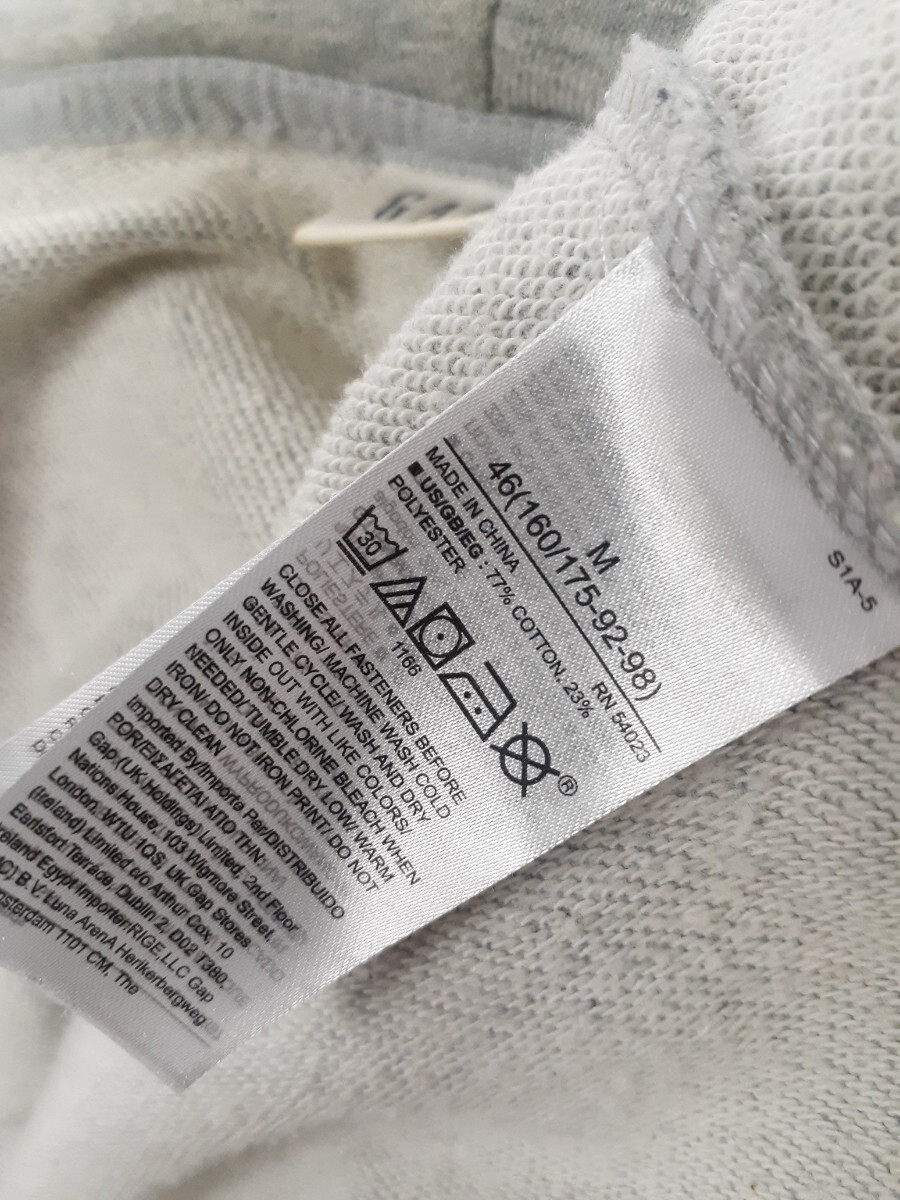 GA
S1A-5
M
46(160/175-92-98)
MADE IN CHINA RN 54023
■ US/GB/EG : 77% COTTON, 23%
POLYESTER
30
1166
®
CLOSE/ALL FASTENERS BEFORE
WASHING/ MACHINE WASH COLD
GENTLE CYCLE/ WASH AND DRY
INSIDE OUT WITH LIKE COLORS/
ONLY NON-CHLORINE BLEACH WHEN
NEEDED/ TUMBLE DRY LOW/ WARM
IRON/ DO NOT IRON PRINT/ DO NOT
DRY CLEAN
Imported By/Importe Par/DISTRIBUIDO
POR/ΕΙΣΑΓΕΤΑΙ ΑΠΟ ΤΗΝ:
Gap (UK Holdings) Limited, 2nd Floor
Nations House, 103 Wigmore Street,
London W1U 1QS, UK Gap Stores
(Ireland) Limited c/o Arthur Cox, 10
Earlsfort Terrace, Dublin 2, D02 T380,
Egypt Importer:RIGE,LLC Gap
B.V. Luna ArenA Herikerbergweg
1101 CM, The